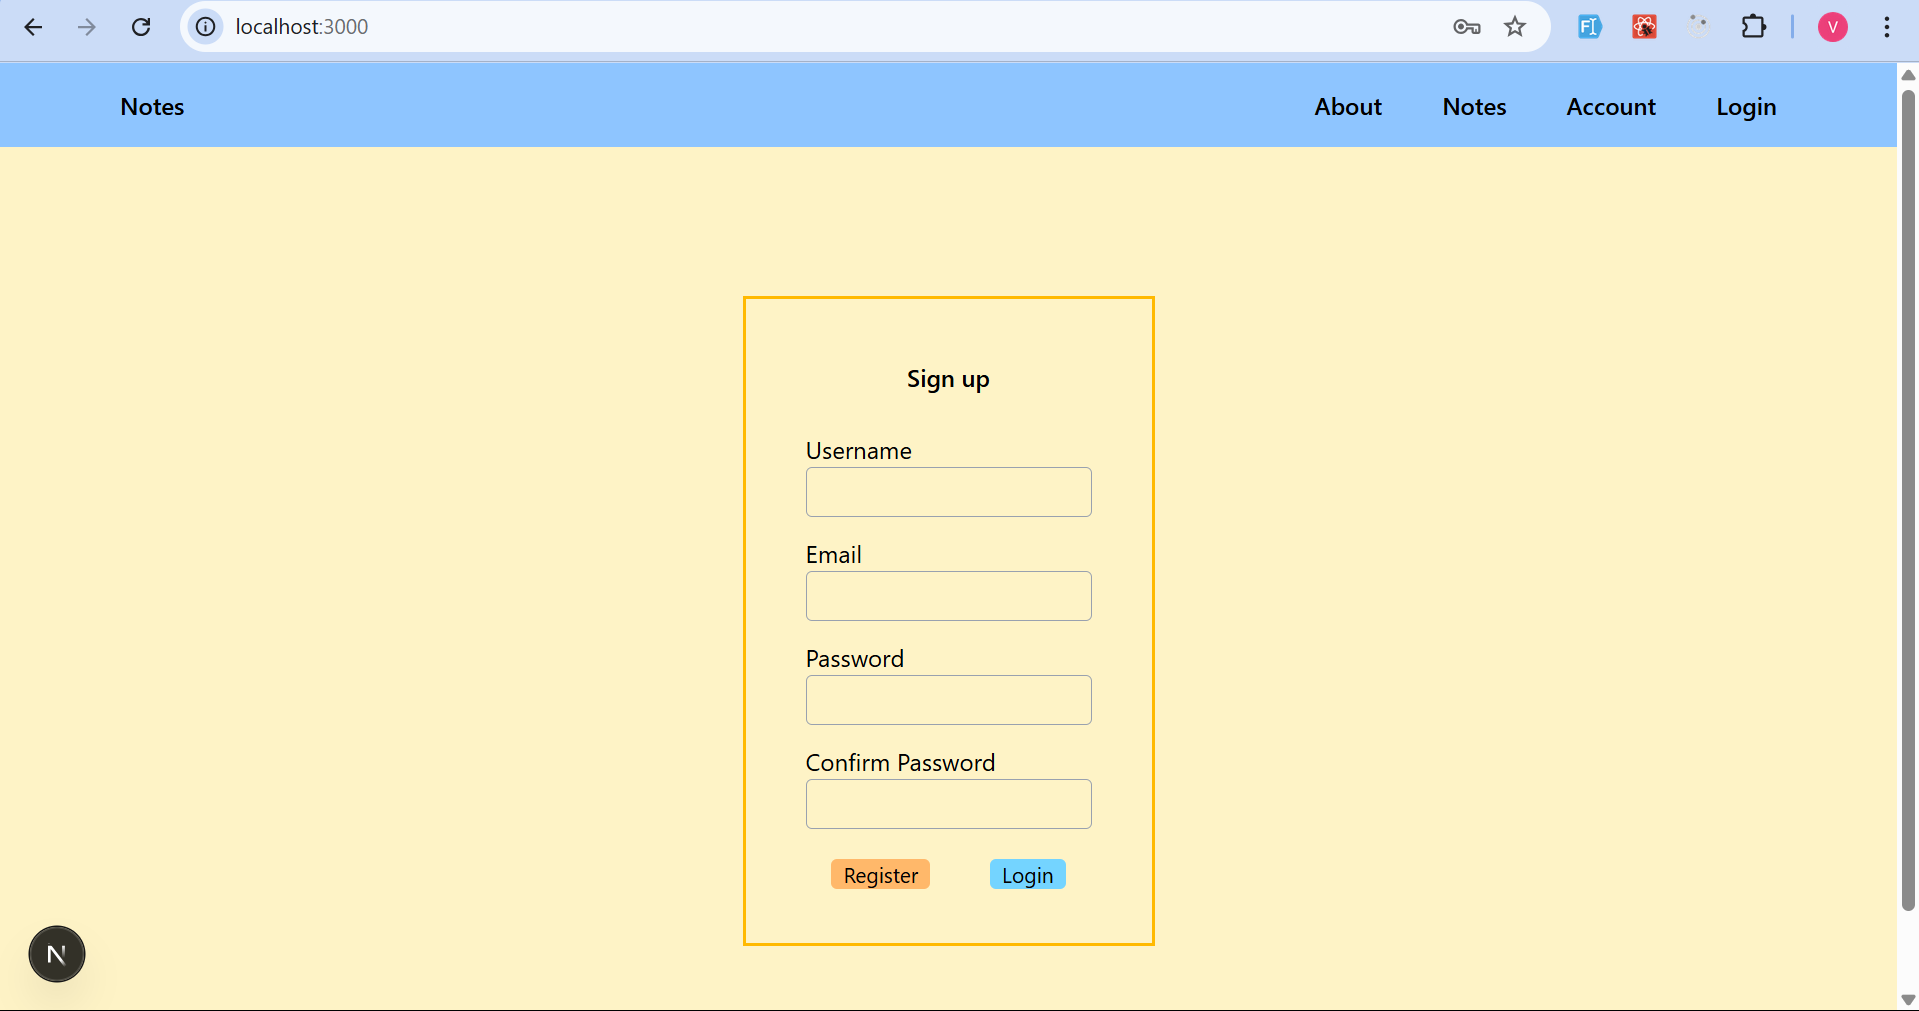 localhost:3000
V
Notes
About
Notes
Account
Login
Sign up
Username
Email
Password
Confirm Password
Register
Login
N